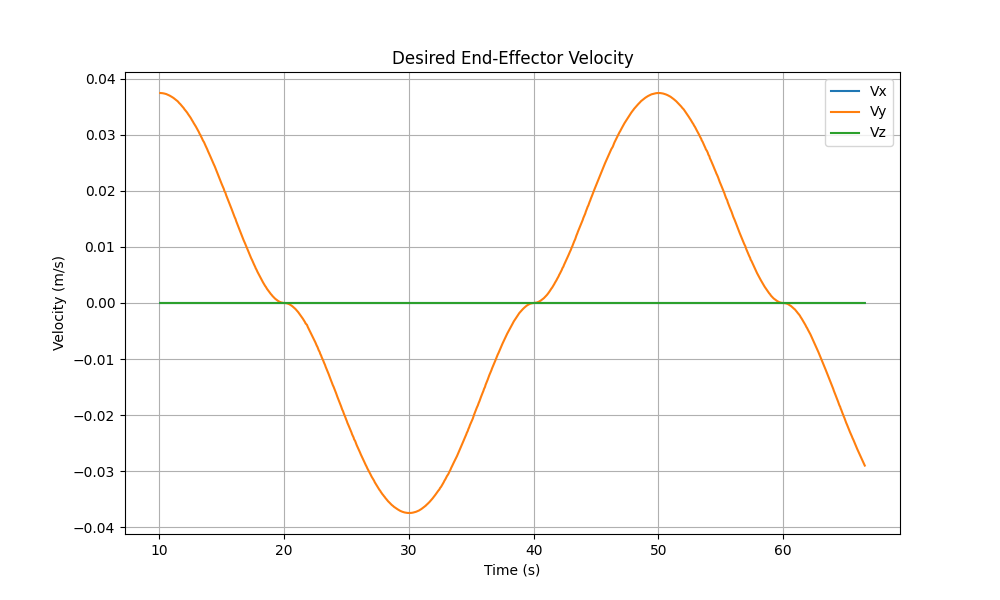 Desired End-Effector Velocity
Vx
Vy
Vz
0.04
0.03
0.02
0.01
0.00
−0.01
−0.02
−0.03
−0.04
Velocity (m/s)
10 20 30 40 50 60
Time (s)